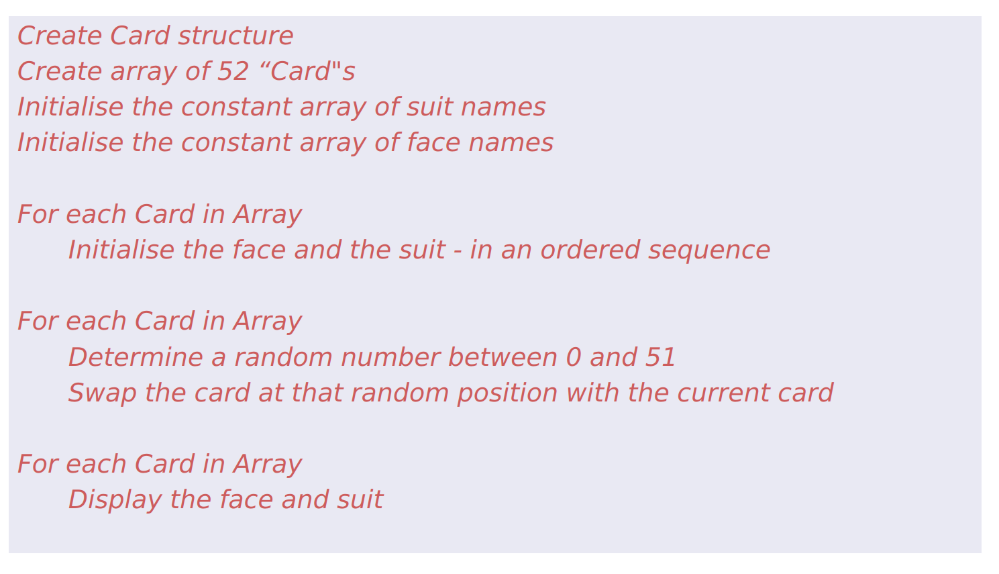 Create Card structure
Create array of 52 “Card"s
Initialise the constant array of suit names
Initialise the constant array of face names
For each Card in Array
Initialise the face and the suit - in an ordered sequence
For each Card in Array
Determine a random number between 0 and 51
Swap the card at that random position with the current card
For each Card in Array
Display the face and suit